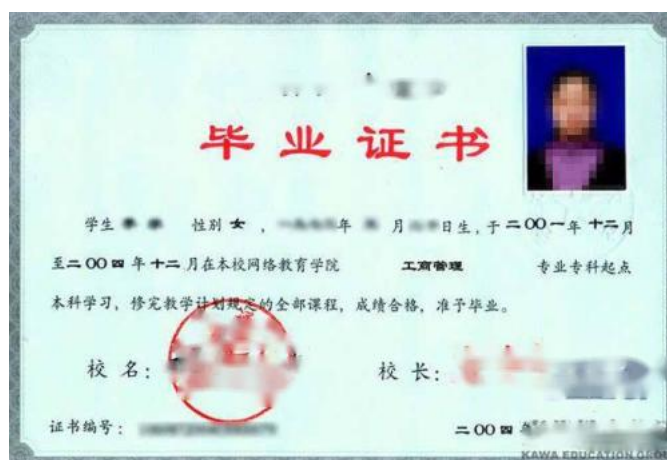 毕业证书
学生 性别 女 , 年 月 日生, 于 二〇〇一年 十二月
至二〇〇四 年 十二 月在本校网络教育学院 工商管理 专业专科起点
本科学习, 修完教学计划规定的全部课程, 成绩合格, 准予毕业。
校 名: 校 长:
证书编号: 二〇〇四
KAWA EDUCATION GROUP